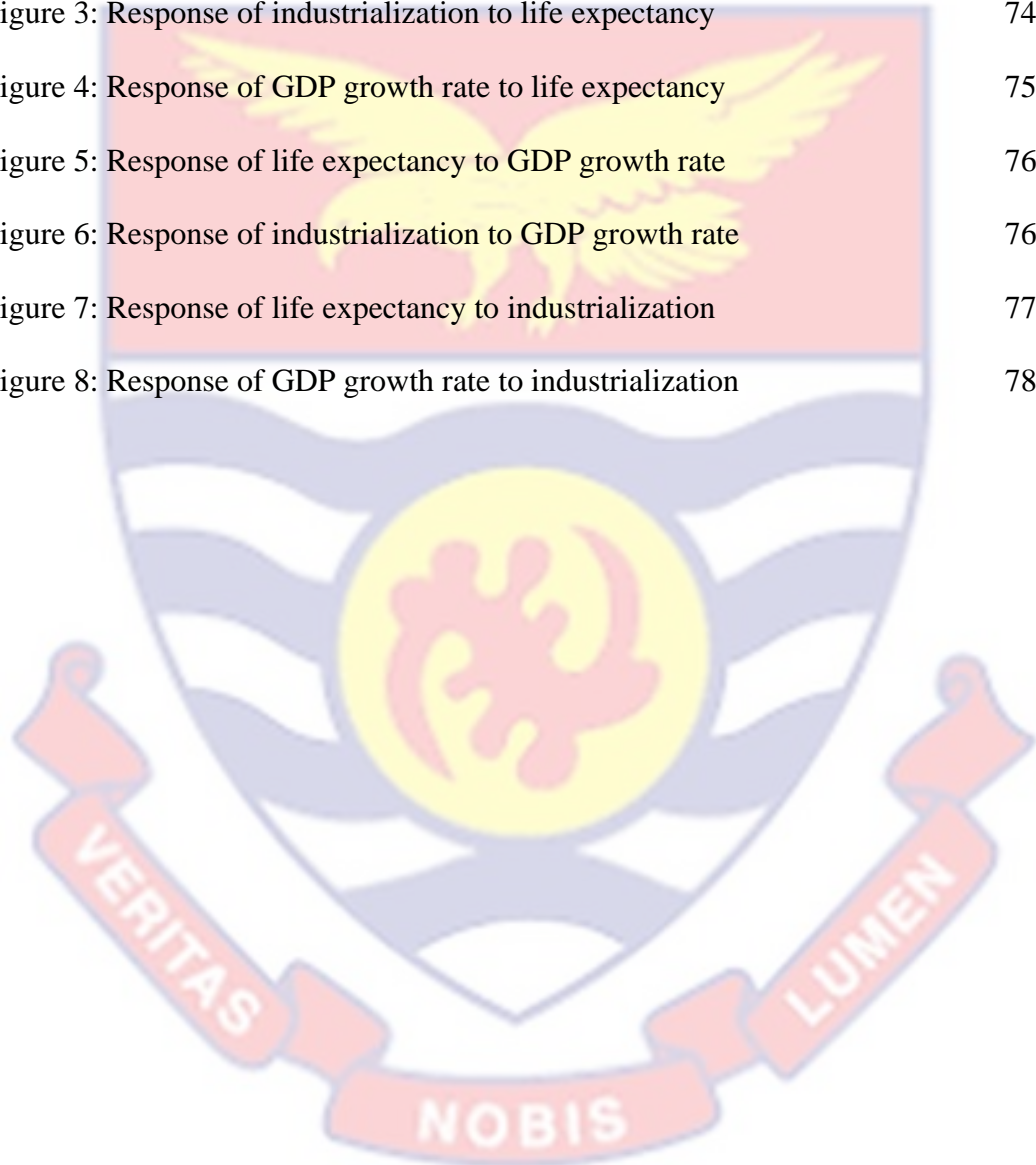 igure 3: Response of industrialization to life expectancy 74
igure 4: Response of GDP growth rate to life expectancy 75
igure 5: Response of life expectancy to GDP growth rate 76
igure 6: Response of industrialization to GDP growth rate 76
igure 7: Response of life expectancy to industrialization 77
igure 8: Response of GDP growth rate to industrialization 78
VERITAS
NOBIS
LUMEN